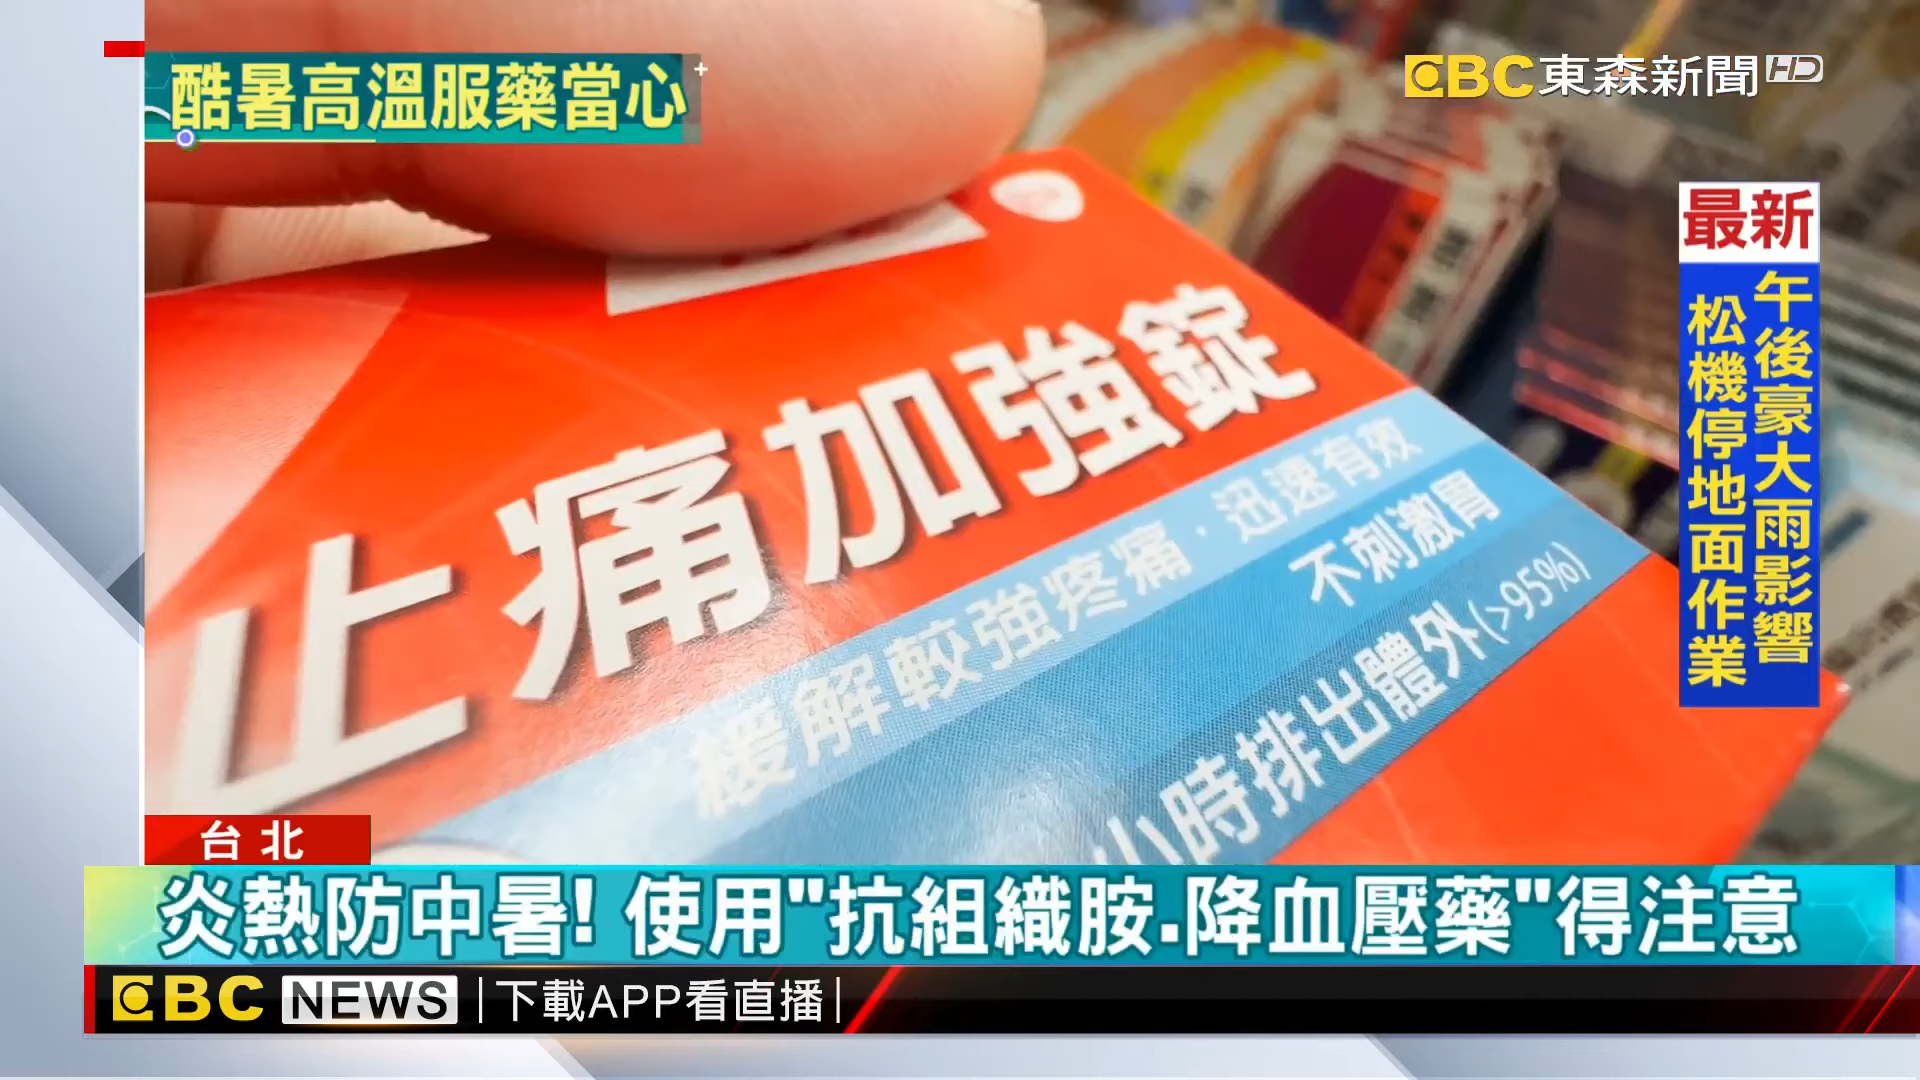 酷暑高溫服藥當心
EBC東森新聞HD
最新
午後豪大雨影響
松機停地面作業
止痛加強錠
緩解較強疼痛·迅速有效
不刺激胃
小時排出體外(>95%)
台北
炎熱防中暑! 使用"抗組織胺.降血壓藥"得注意
EBC NEWS |下載APP看直播|